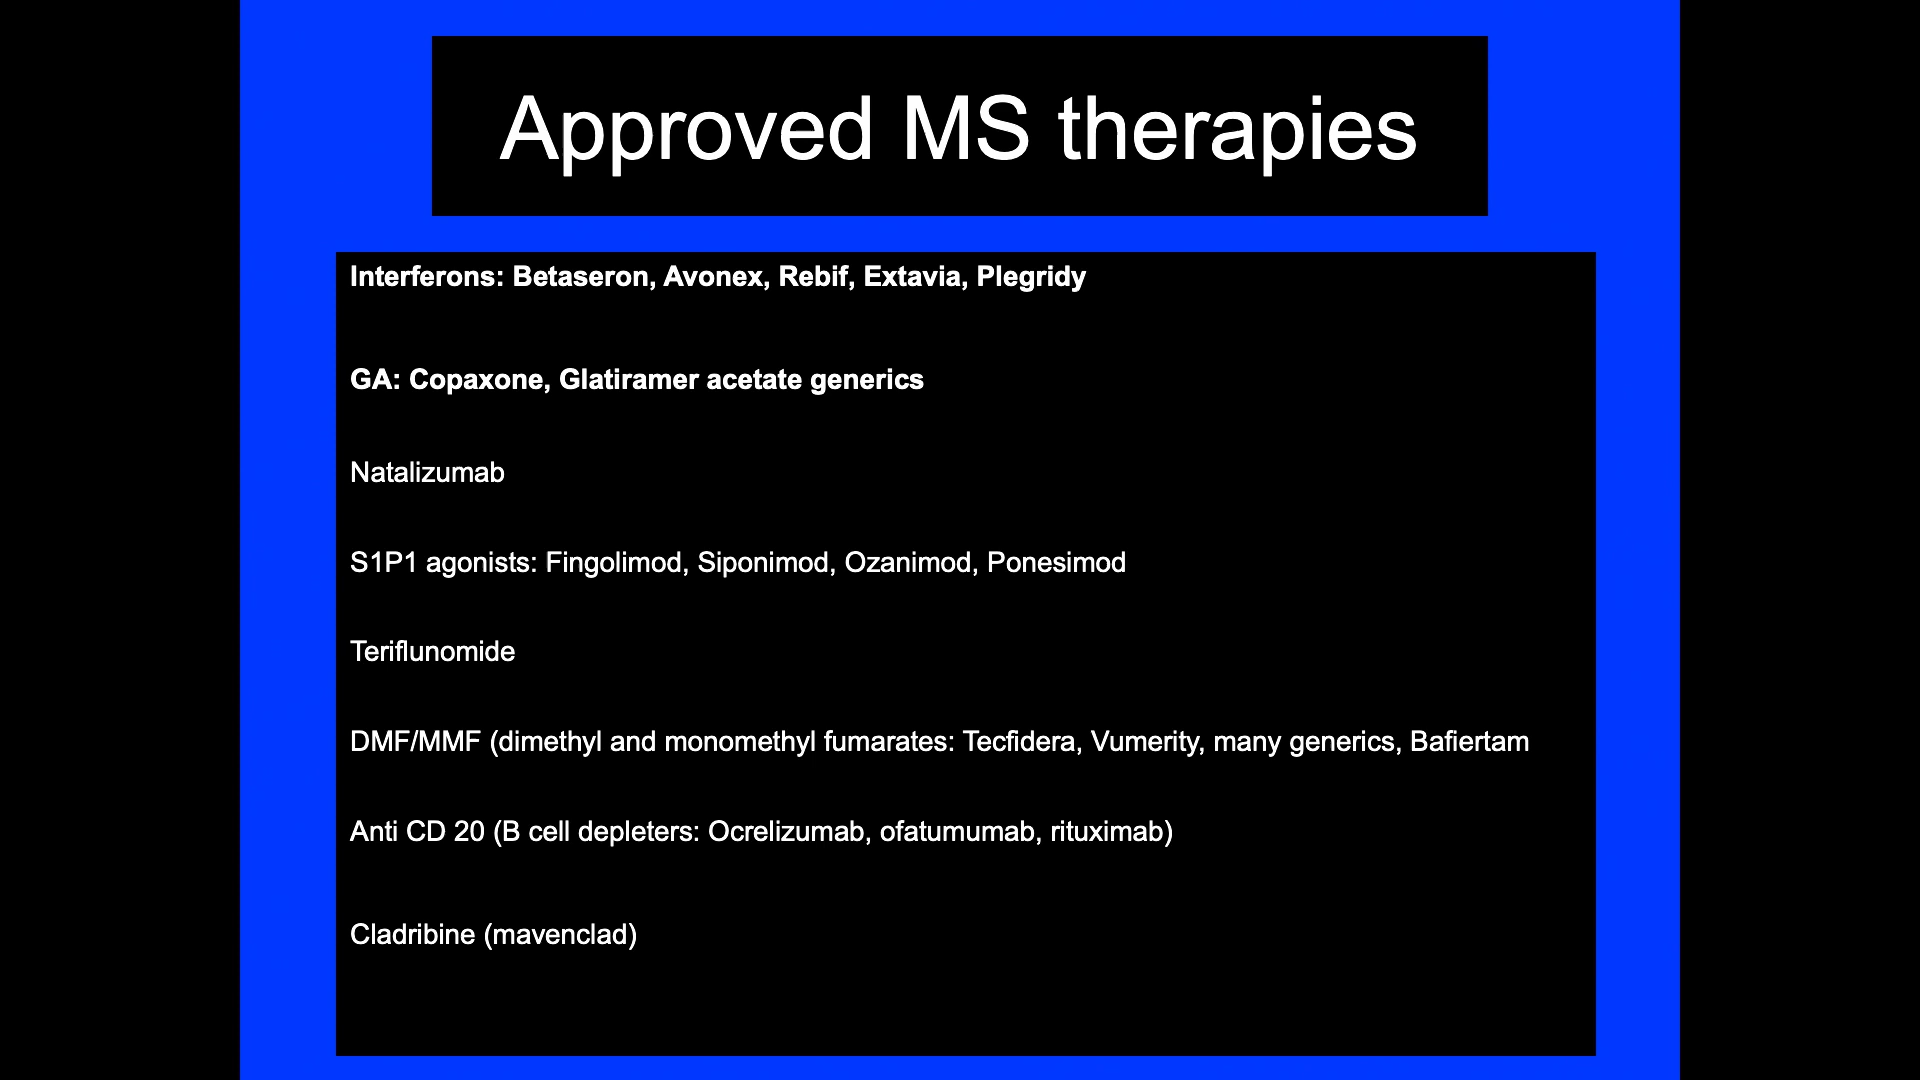 Approved MS therapies
Interferons: Betaseron, Avonex, Rebif, Extavia, Plegridy
GA: Copaxone, Glatiramer acetate generics
Natalizumab
S1P1 agonists: Fingolimod, Siponimod, Ozanimod, Ponesimod
Teriflunomide
DMF/MMF (dimethyl and monomethyl fumarates: Tecfidera, Vumerity, many generics, Bafiertam
Anti CD 20 (B cell depleters: Ocrelizumab, ofatumumab, rituximab)
Cladribine (mavenclad)